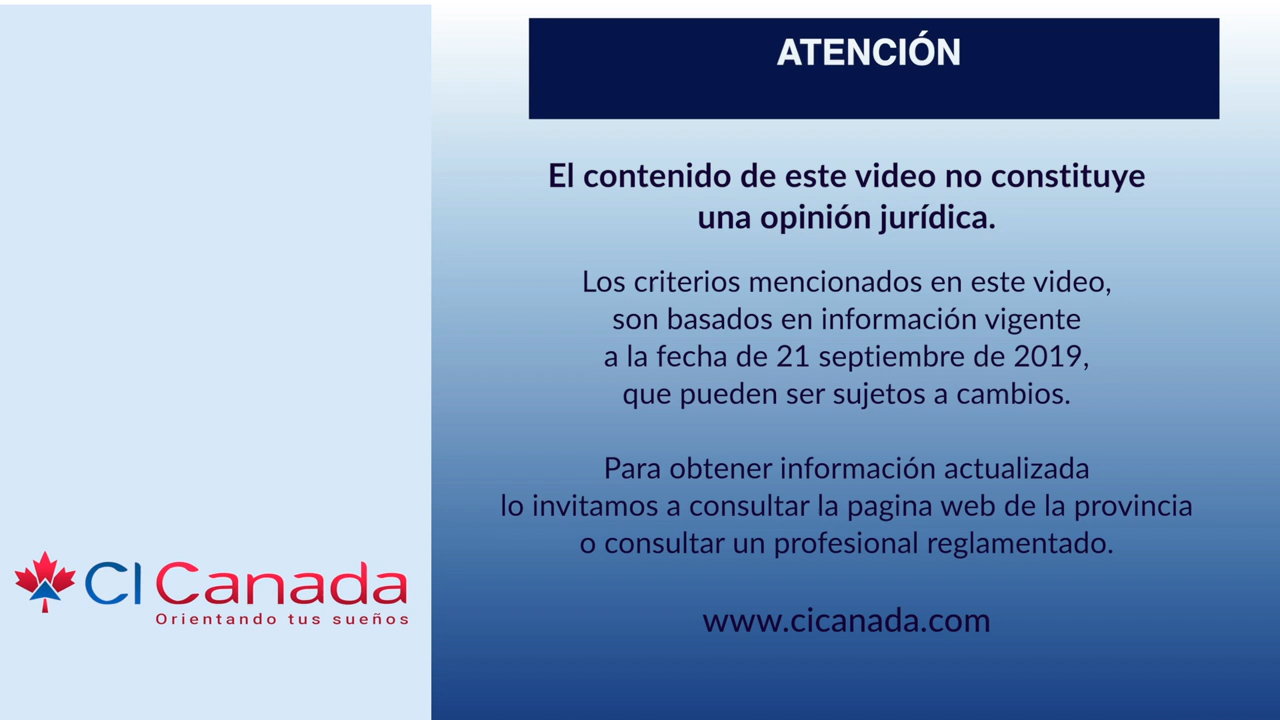 ATENCIÓN
El contenido de este video no constituye
una opinión jurídica.
Los criterios mencionados en este video,
son basados en información vigente
a la fecha de 21 septiembre de 2019,
que pueden ser sujetos a cambios.
Para obtener información actualizada
lo invitamos a consultar la pagina web de la provincia
o consultar un profesional reglamentado.
www.cicanada.com
CI Canada
Orientando tus sueños